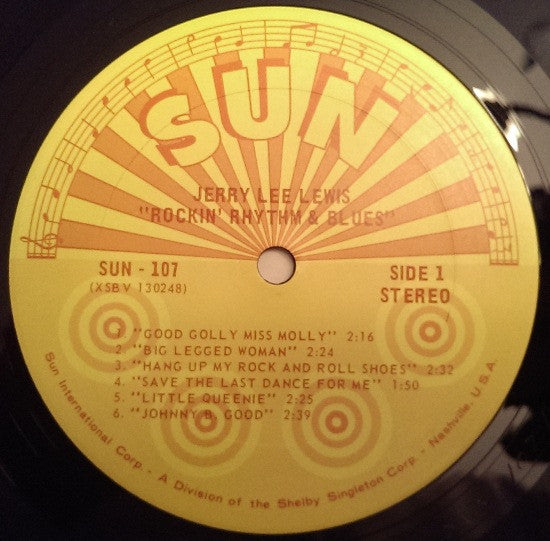 SUN
JERRY LEE LEWIS
"ROCKIN' RHYTHM & BLUES"
SUN - 107
(XSBV 130248)
SIDE 1
STEREO
1. "GOOD GOLLY MISS MOLLY" 2:16
2. "BIG LEGGED WOMAN" 2:24
3. "HANG UP MY ROCK AND ROLL SHOES" 2:32
4. "SAVE THE LAST DANCE FOR ME" 1:50
5. "LITTLE QUEENIE" 2:25
6. "JOHNNY B. GOOD" 2:39
Sun International Corp. - A Division of the Shelby Singleton Corp. - Nashville, U.S.A.